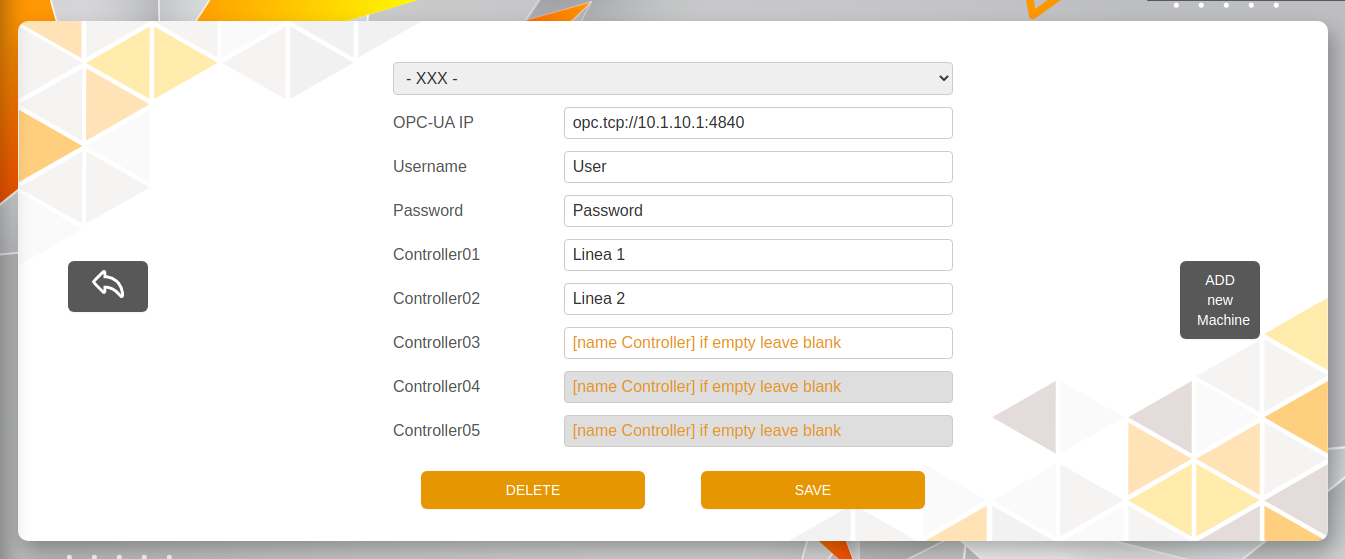 - XXX -
OPC-UA IP opc.tcp://10.1.10.1:4840
Username User
Password Password
Controller01 Linea 1
Controller02 Linea 2
Controller03 [name Controller] if empty leave blank
Controller04 [name Controller] if empty leave blank
Controller05 [name Controller] if empty leave blank
DELETE SAVE
ADD
new
Machine